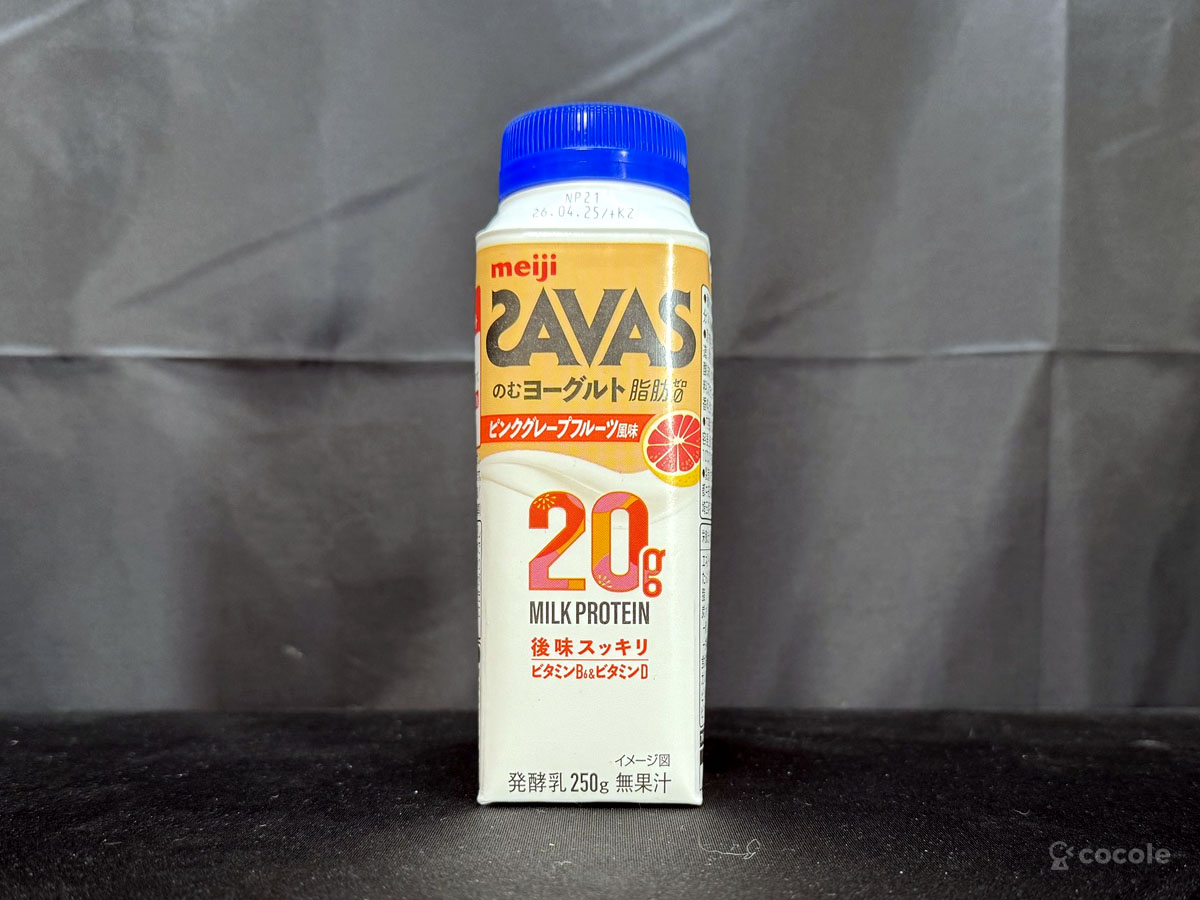 NP21
26.04.25/+K2
meiji
SAVAS
のむヨーグルト 脂肪ゼロ0
ピンクグレープフルーツ風味
20g
MILK PROTEIN
後味スッキリ
ビタミンB6&ビタミンD
イメージ図
発酵乳 250g 無果汁
cocole